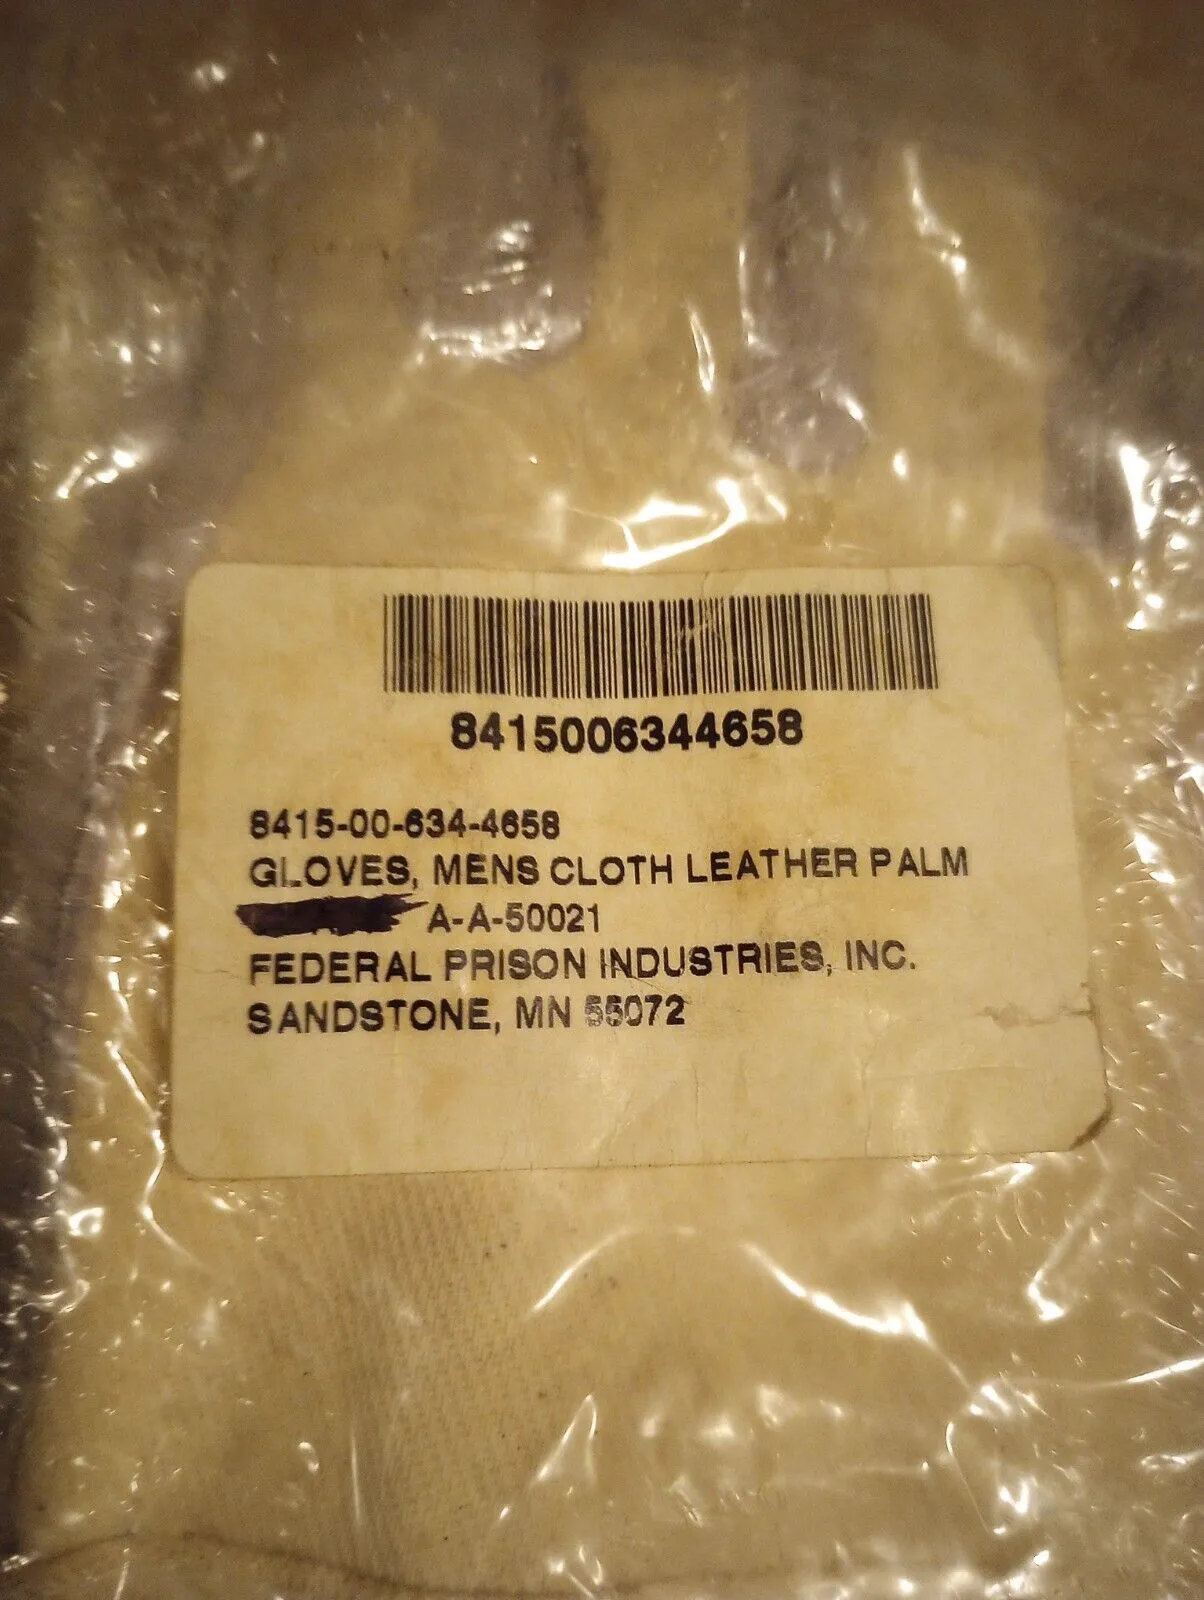 8415006344658
8415-00-634-4658
GLOVES, MENS CLOTH LEATHER PALM
A-A-50021
FEDERAL PRISON INDUSTRIES, INC.
SANDSTONE, MN 55072